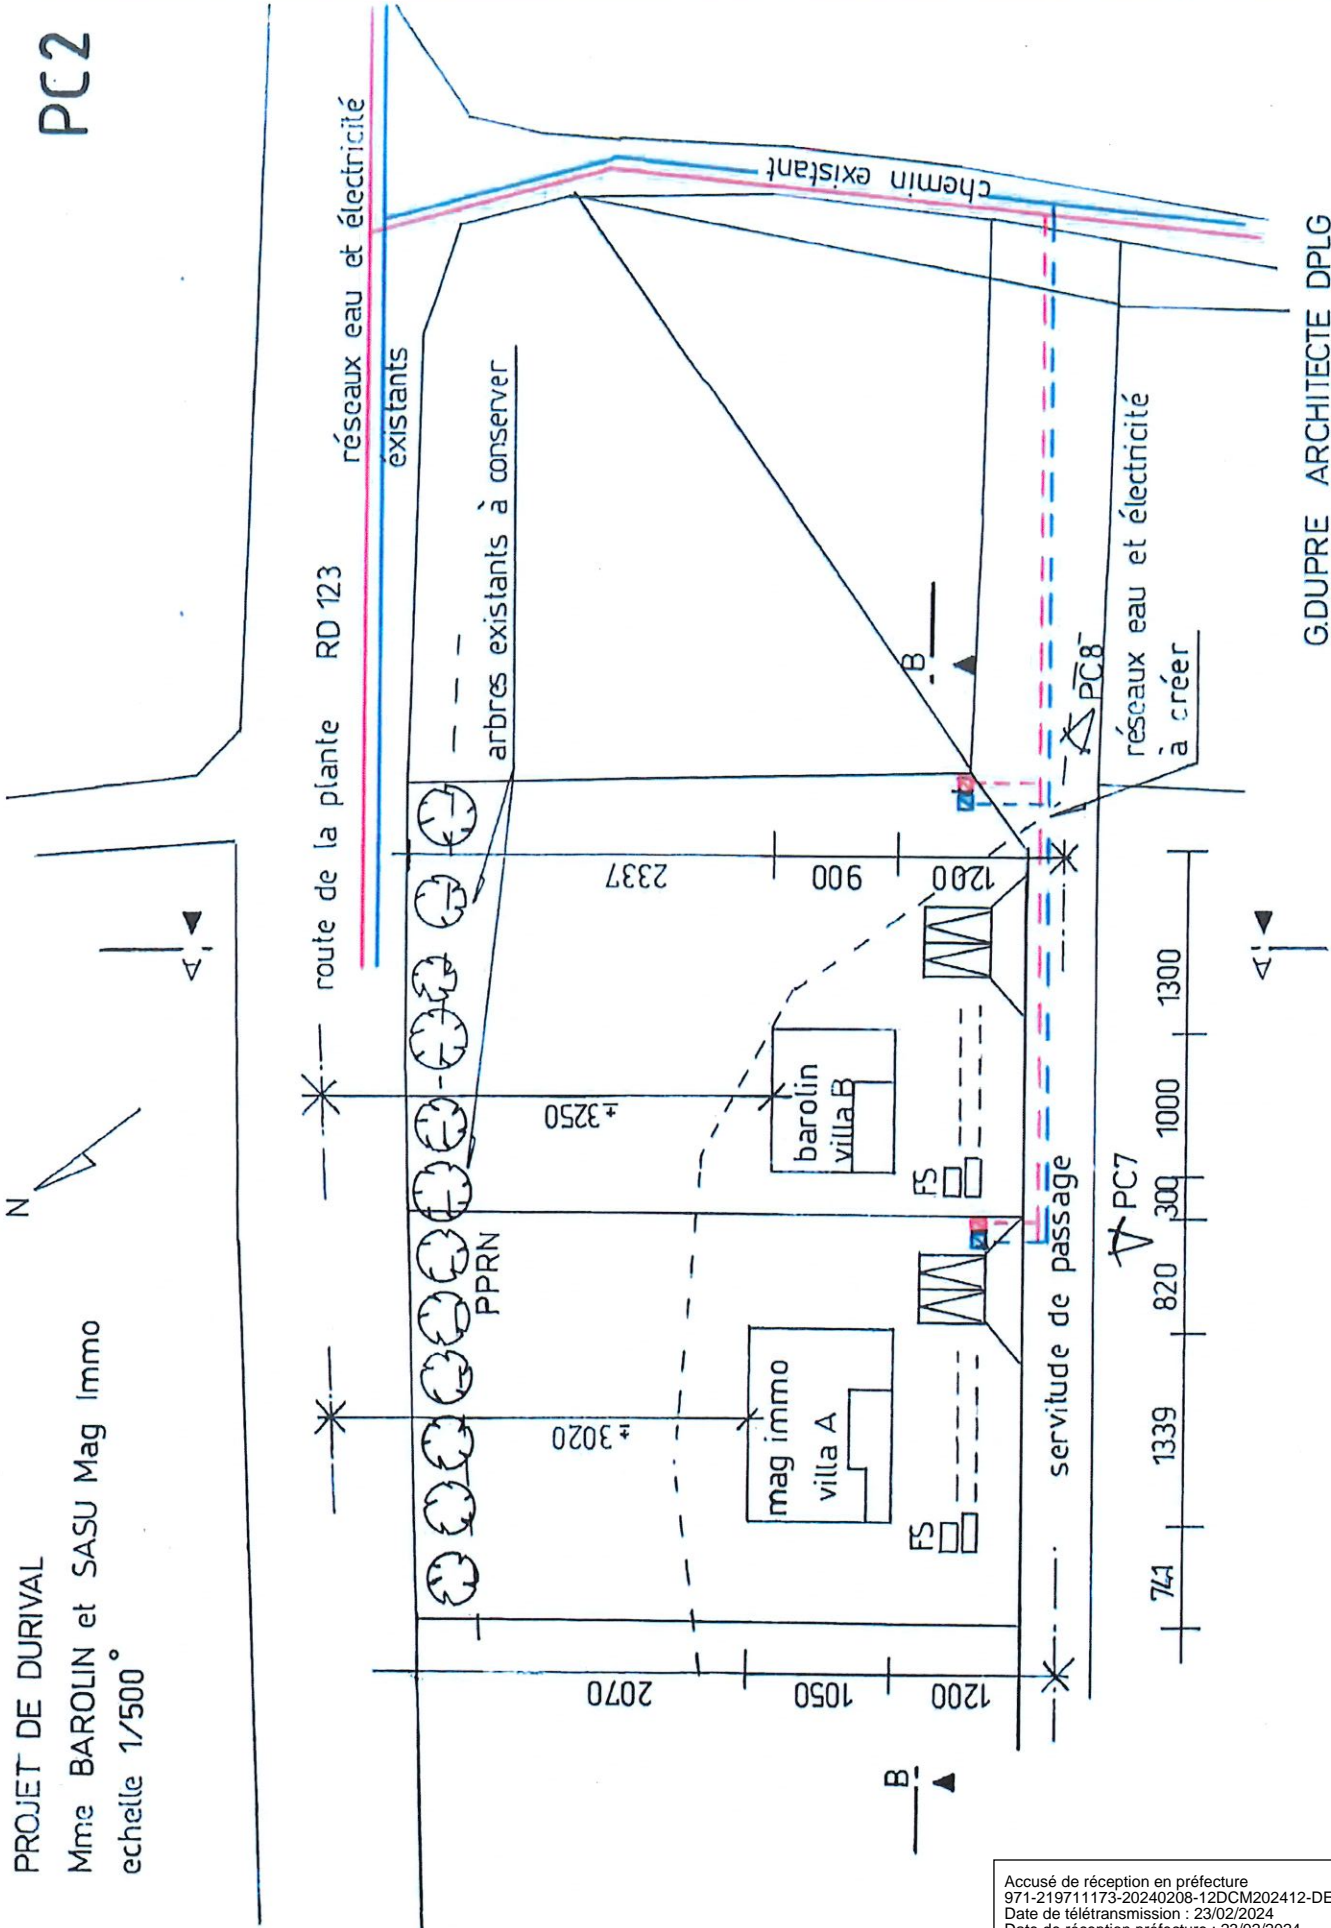 PC2
PROJET DE DURIVAL
Mme BAROLIN et SASU Mag Immo
echelle 1/500°
N
A
route de la plante RD 123
réseaux eau et électricité
éxistants
arbres existants à conserver
chemin existant
PPRN
±3020
±3250
2337
900
1200
2070
1050
1200
mag immo
villa A
barolin
villa B
FS
FS
B
B
servitude de passage
PC7
PC8
réseaux eau et électricité
à créer
741
1339
820
300
1000
1300
A
G.DUPRE ARCHITECTE DPLG
Accusé de réception en préfecture
971-219711173-20240208-12DCM202412-DE
Date de télétransmission : 23/02/2024